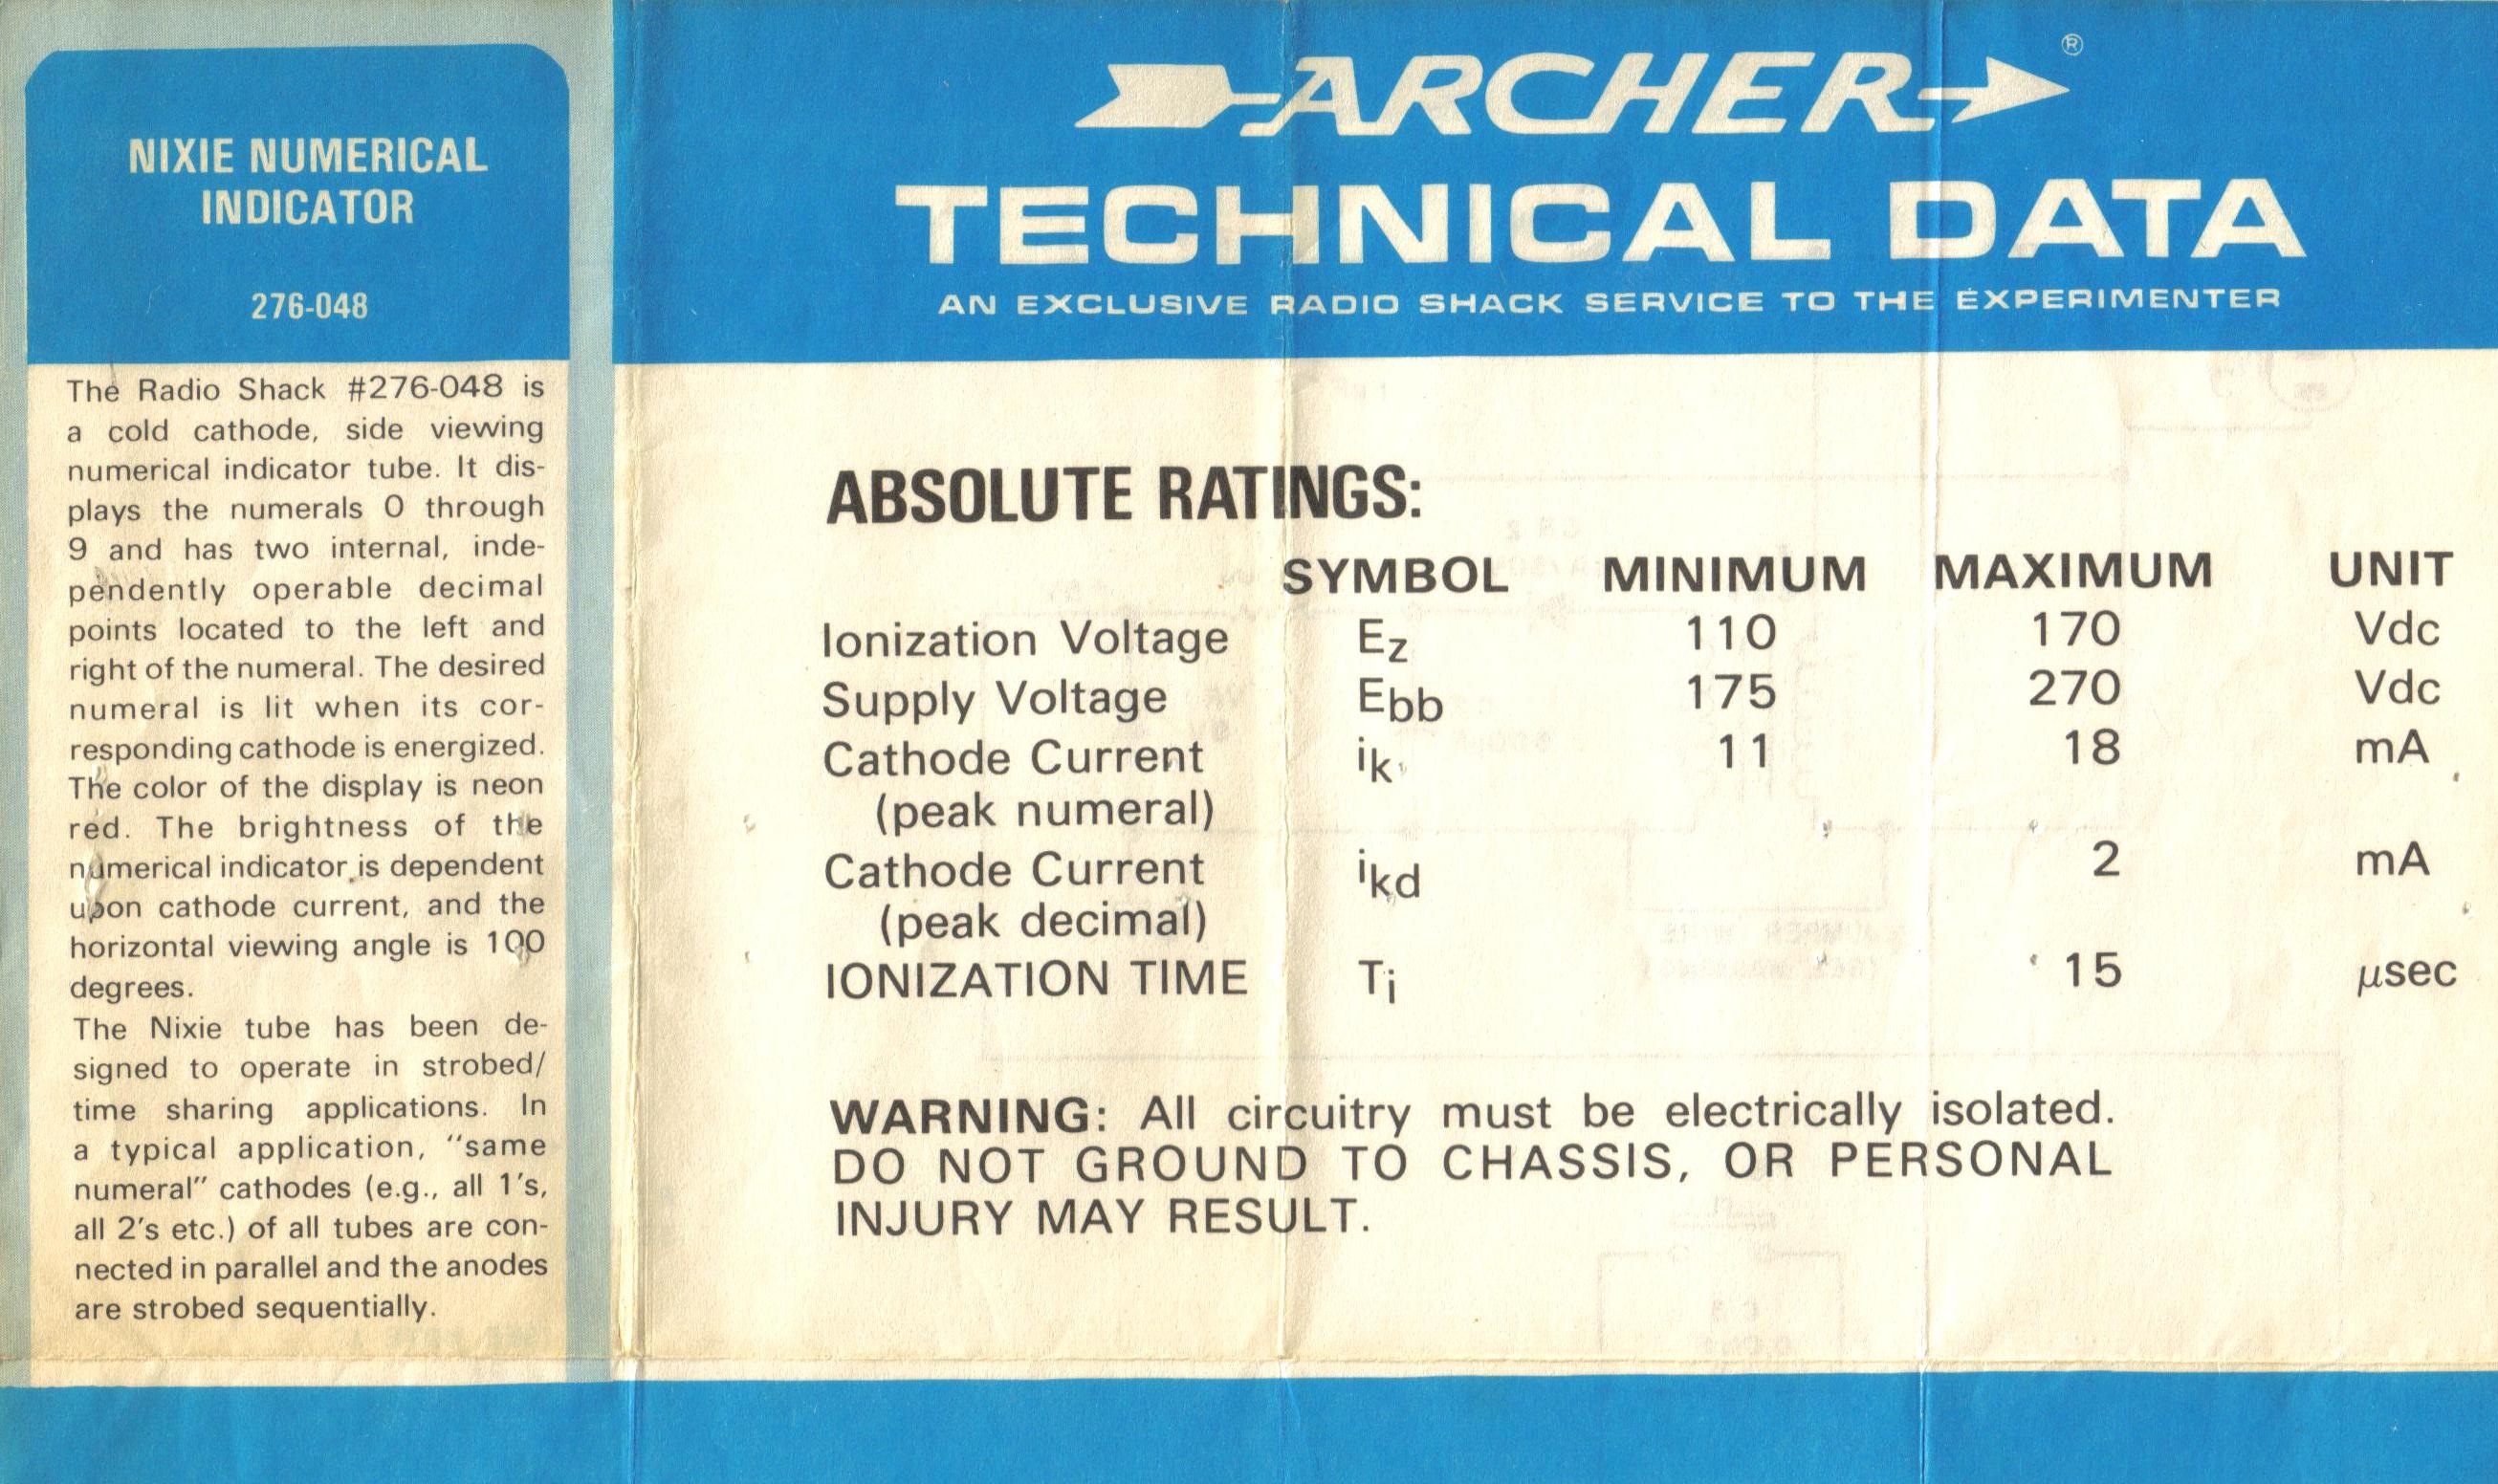 NIXIE NUMERICAL
INDICATOR
276-048
The Radio Shack #276-048 is
a cold cathode, side viewing
numerical indicator tube. It dis-
plays the numerals 0 through
9 and has two internal, inde-
pendently operable decimal
points located to the left and
right of the numeral. The desired
numeral is lit when its cor-
responding cathode is energized.
The color of the display is neon
red. The brightness of the
numerical indicator is dependent
upon cathode current, and the
horizontal viewing angle is 100
degrees.
The Nixie tube has been de-
signed to operate in strobed/
time sharing applications. In
a typical application, "same
numeral" cathodes (e.g., all 1's,
all 2's etc.) of all tubes are con-
nected in parallel and the anodes
are strobed sequentially.
ARCHER®
TECHNICAL DATA
AN EXCLUSIVE RADIO SHACK SERVICE TO THE EXPERIMENTER
ABSOLUTE RATINGS:
SYMBOL MINIMUM MAXIMUM UNIT
Ionization Voltage Ez 110 170 Vdc
Supply Voltage Ebb 175 270 Vdc
Cathode Current ik 11 18 mA
(peak numeral)
Cathode Current ikd 2 mA
(peak decimal)
IONIZATION TIME Ti 15 µsec
WARNING: All circuitry must be electrically isolated.
DO NOT GROUND TO CHASSIS, OR PERSONAL
INJURY MAY RESULT.